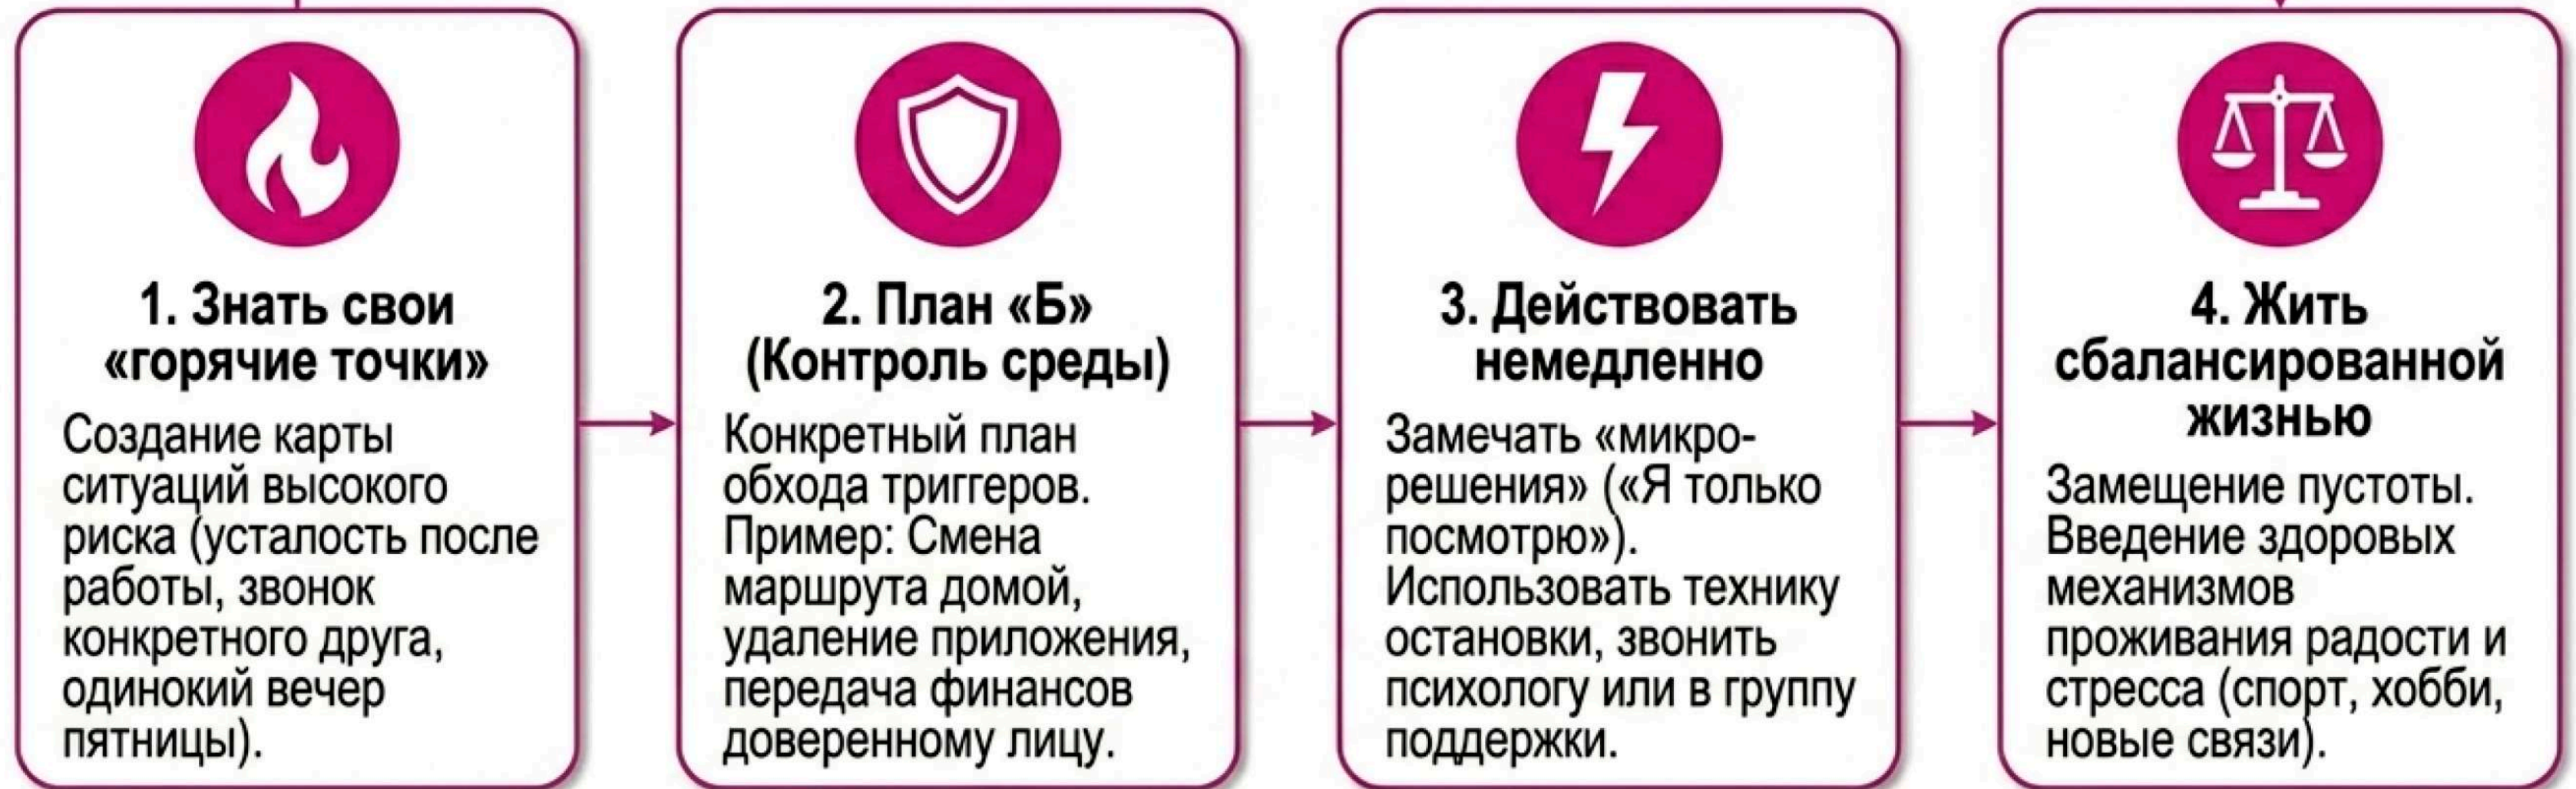 1. Знать свои
«горячие точки»
Создание карты
ситуаций высокого
риска (усталость после
работы, звонок
конкретного друга,
одинокий вечер
пятницы).
2. План «Б»
(Контроль среды)
Конкретный план
обхода триггеров.
Пример: Смена
маршрута домой,
удаление приложения,
передача финансов
доверенному лицу.
3. Действовать
немедленно
Замечать «микро-
решения» («Я только
посмотрю»).
Использовать технику
остановки, звонить
психологу или в группу
поддержки.
4. Жить
сбалансированной
жизнью
Замещение пустоты.
Введение здоровых
механизмов
проживания радости и
стресса (спорт, хобби,
новые связи).